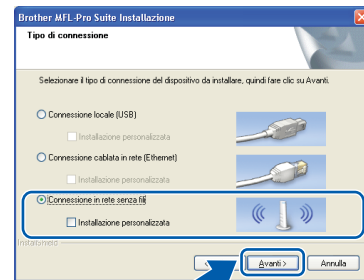 Brother MFL-Pro Suite Installazione
Tipo di connessione
Selezionare il tipo di connessione del dispositivo da installare, quindi fare clic su Avanti.
Connessione locale (USB)
Installazione personalizzata
Connessione cablata in rete (Ethernet)
Installazione personalizzata
Connessione in rete senza fili
Installazione personalizzata
InstallShield
Avanti >
Annulla